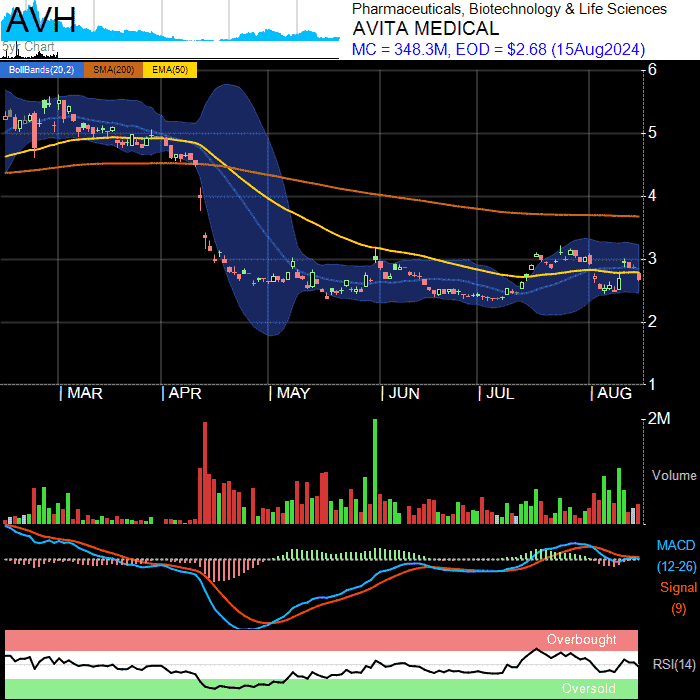 AVH
5yr Chart
Pharmaceuticals, Biotechnology & Life Sciences
AVITA MEDICAL
MC = 348.3M, EOD = $2.68 (15Aug2024)
BollBands(20,2) SMA(200) EMA(50)
6
5
4
3
2
1
MAR APR MAY JUN JUL AUG
2M
Volume
MACD
(12-26)
Signal
(9)
Overbought
RSI(14)
Oversold